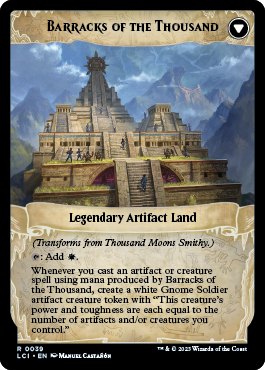 Barracks of the Thousand
Legendary Artifact Land
(Transforms from Thousand Moons Smithy.)
: Add .
Whenever you cast an artifact or creature
spell using mana produced by Barracks of
the Thousand, create a white Gnome Soldier
artifact creature token with “This creature’s
power and toughness are each equal to the
number of artifacts and/or creatures you
control.”
R 0039
LCI • EN Manuel Castañón
™ & © 2023 Wizards of the Coast